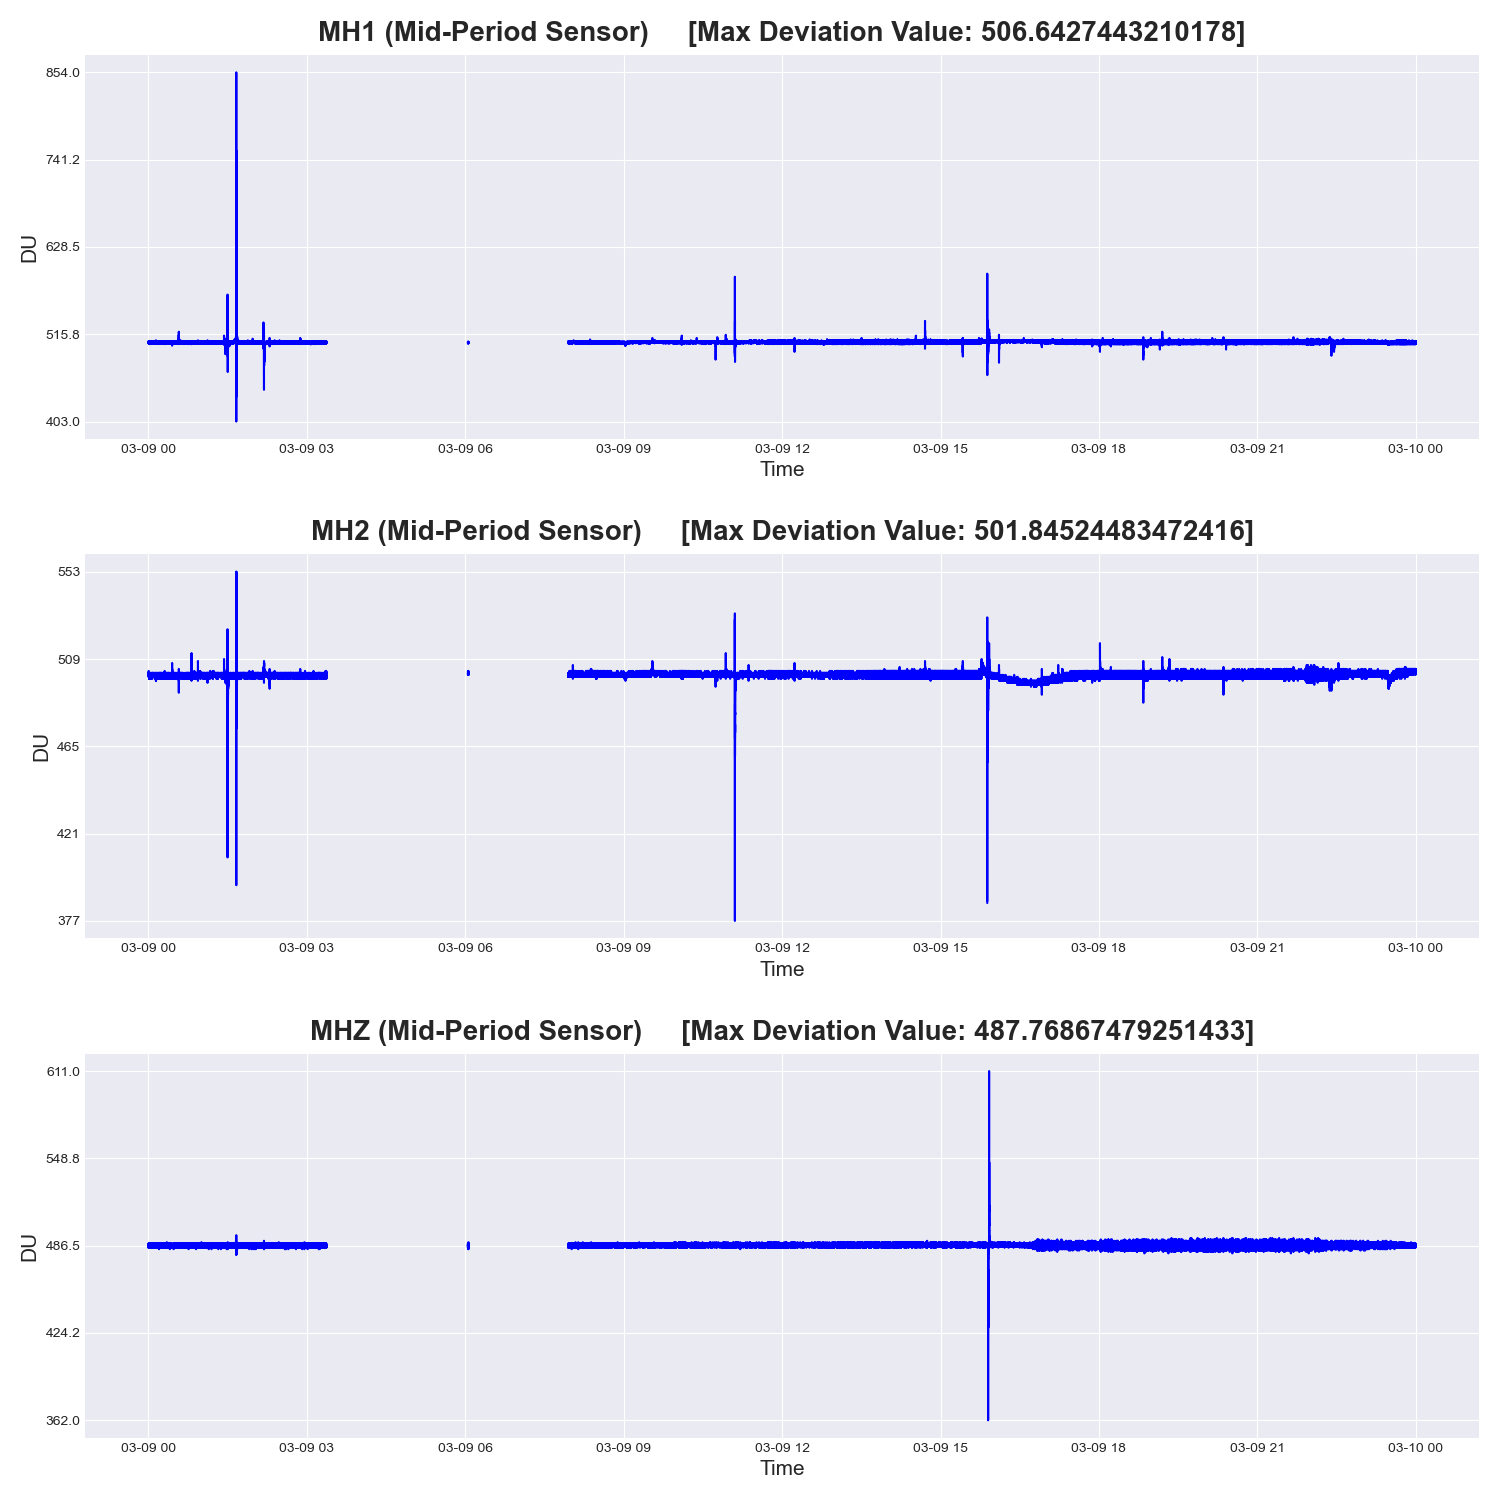 MH1 (Mid-Period Sensor) [Max Deviation Value: 506.6427443210178]
854.0
741.2
628.5
515.8
403.0
DU
03-09 00 03-09 03 03-09 06 03-09 09 03-09 12 03-09 15 03-09 18 03-09 21 03-10 00
Time
MH2 (Mid-Period Sensor) [Max Deviation Value: 501.84524483472416]
553
509
465
421
377
DU
03-09 00 03-09 03 03-09 06 03-09 09 03-09 12 03-09 15 03-09 18 03-09 21 03-10 00
Time
MHZ (Mid-Period Sensor) [Max Deviation Value: 487.76867479251433]
611.0
548.8
486.5
424.2
362.0
DU
03-09 00 03-09 03 03-09 06 03-09 09 03-09 12 03-09 15 03-09 18 03-09 21 03-10 00
Time